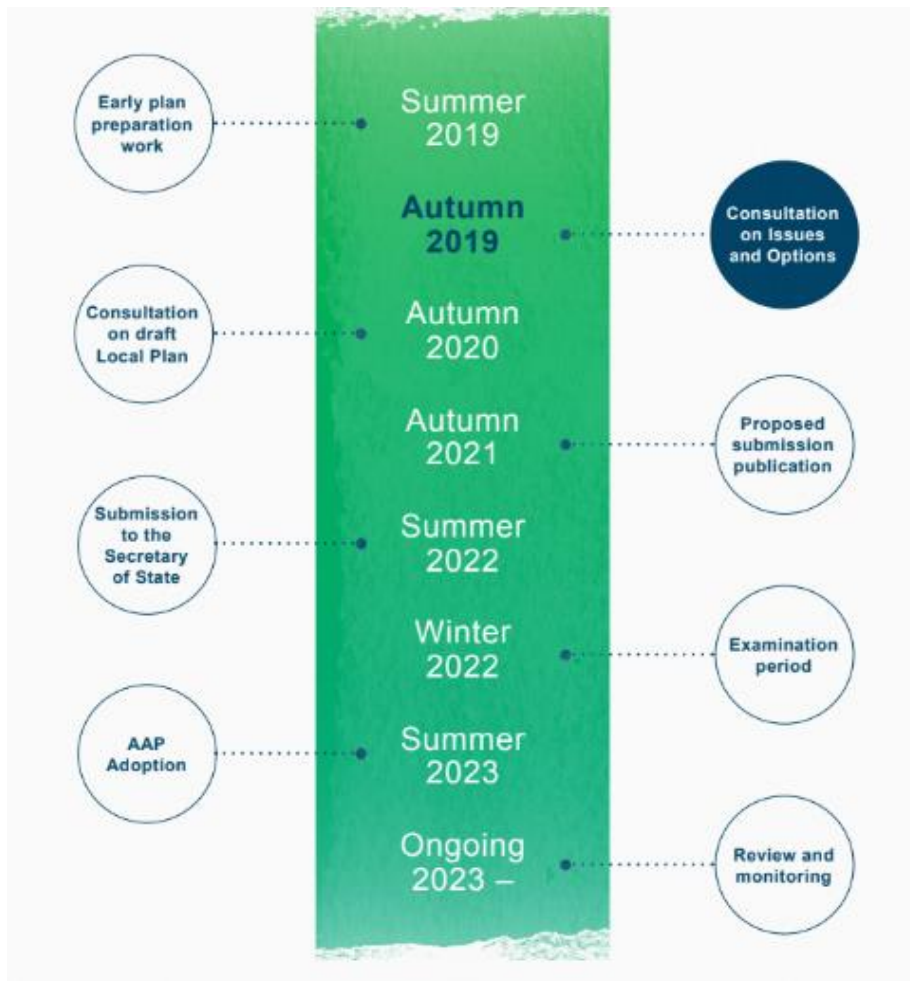 Early plan
preparation
work
Summer
2019
Autumn
2019
Consultation
on Issues
and Options
Consultation
on draft
Local Plan
Autumn
2020
Autumn
2021
Proposed
submission
publication
Submission
to the
Secretary
of State
Summer
2022
Winter
2022
Examination
period
AAP
Adoption
Summer
2023
Ongoing
2023 –
Review and
monitoring